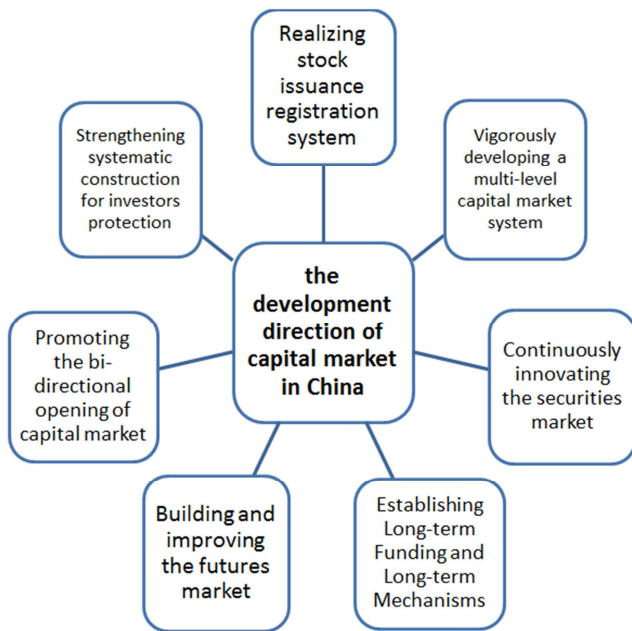 Realizing
stock
issuance
registration
system
Strengthening
systematic
construction
for investors
protection
Vigorously
developing a
multi-level
capital market
system
the
development
direction of
capital market
in China
Promoting
the bi-
directional
opening of
capital market
Continuously
innovating
the securities
market
Building and
improving
the futures
market
Establishing
Long-term
Funding and
Long-term
Mechanisms